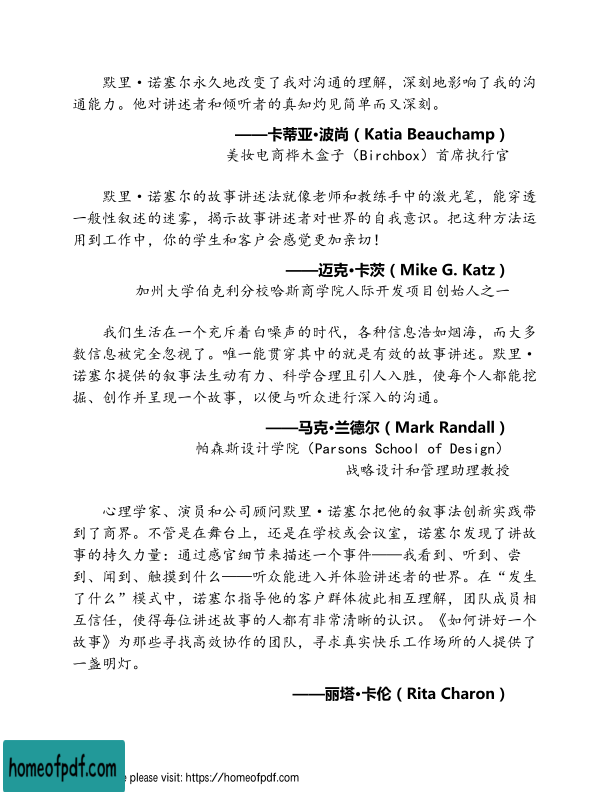 默里·诺塞尔永久地改变了我对沟通的理解，深刻地影响了我的沟
通能力。他对讲述者和倾听者的真知灼见简单而又深刻。
——卡蒂亚·波尚（Katia Beauchamp）
美妆电商桦木盒子（Birchbox）首席执行官
默里·诺塞尔的故事讲述法就像老师和教练手中的激光笔，能穿透
一般性叙述的迷雾，揭示故事讲述者对世界的自我意识。把这种方法运
用到工作中，你的学生和客户会感觉更加亲切！
——迈克·卡茨（Mike G. Katz）
加州大学伯克利分校哈斯商学院人际开发项目创始人之一
我们生活在一个充斥着白噪声的时代，各种信息浩如烟海，而大多
数信息被完全忽视了。唯一能贯穿其中的就是有效的故事讲述。默里·
诺塞尔提供的叙事法生动有力、科学合理且引人入胜，使每个人都能挖
掘、创作并呈现一个故事，以便与听众进行深入的沟通。
——马克·兰德尔（Mark Randall）
帕森斯设计学院（Parsons School of Design）
战略设计和管理助理教授
心理学家、演员和公司顾问默里·诺塞尔把他的叙事法创新实践带
到了商界。不管是在舞台上，还是在学校或会议室，诺塞尔发现了讲故
事的持久力量：通过感官细节来描述一个事件——我看到、听到、尝
到、闻到、触摸到什么——听众能进入并体验讲述者的世界。在“发生
了什么”模式中，诺塞尔指导他的客户群体彼此相互理解，团队成员相
互信任，使得每位讲述故事的人都有非常清晰的认识。《如何讲好一个
故事》为那些寻找高效协作的团队，寻求真实快乐工作场所的人提供了
一盏明灯。
——丽塔·卡伦（Rita Charon）
homeofpdf.com
e please visit: https://homeofpdf.com